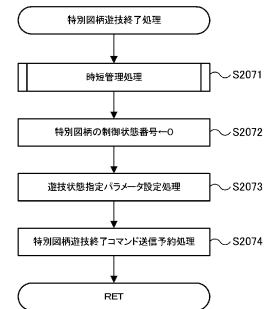 特別図柄遊技終了処理
時短管理処理
S2071
特別図柄の制御状態番号←0
S2072
遊技状態指定パラメータ設定処理
S2073
特別図柄遊技終了コマンド送信予約処理
S2074
RET